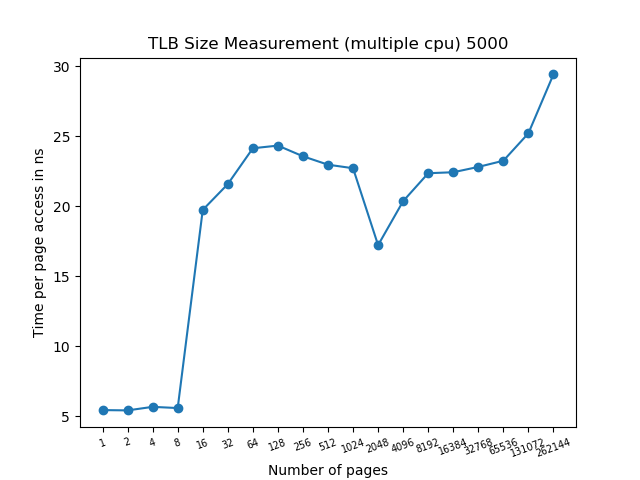 TLB Size Measurement (multiple cpu) 5000
30
25
20
15
10
5
Time per page access in ns
1 2 4 8 16 32 64 128 256 512 1024 2048 4096 8192 16384 32768 65536 131072 262144
Number of pages